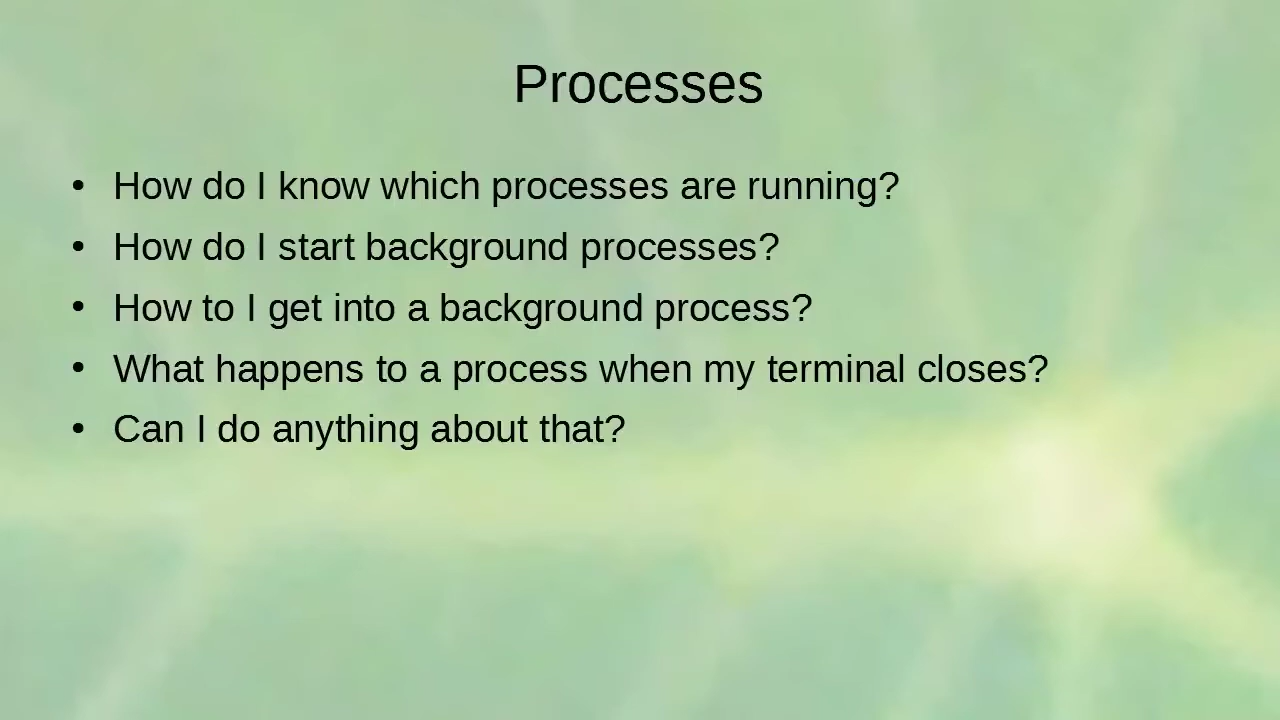 Processes
• How do I know which processes are running?
• How do I start background processes?
• How to I get into a background process?
• What happens to a process when my terminal closes?
• Can I do anything about that?